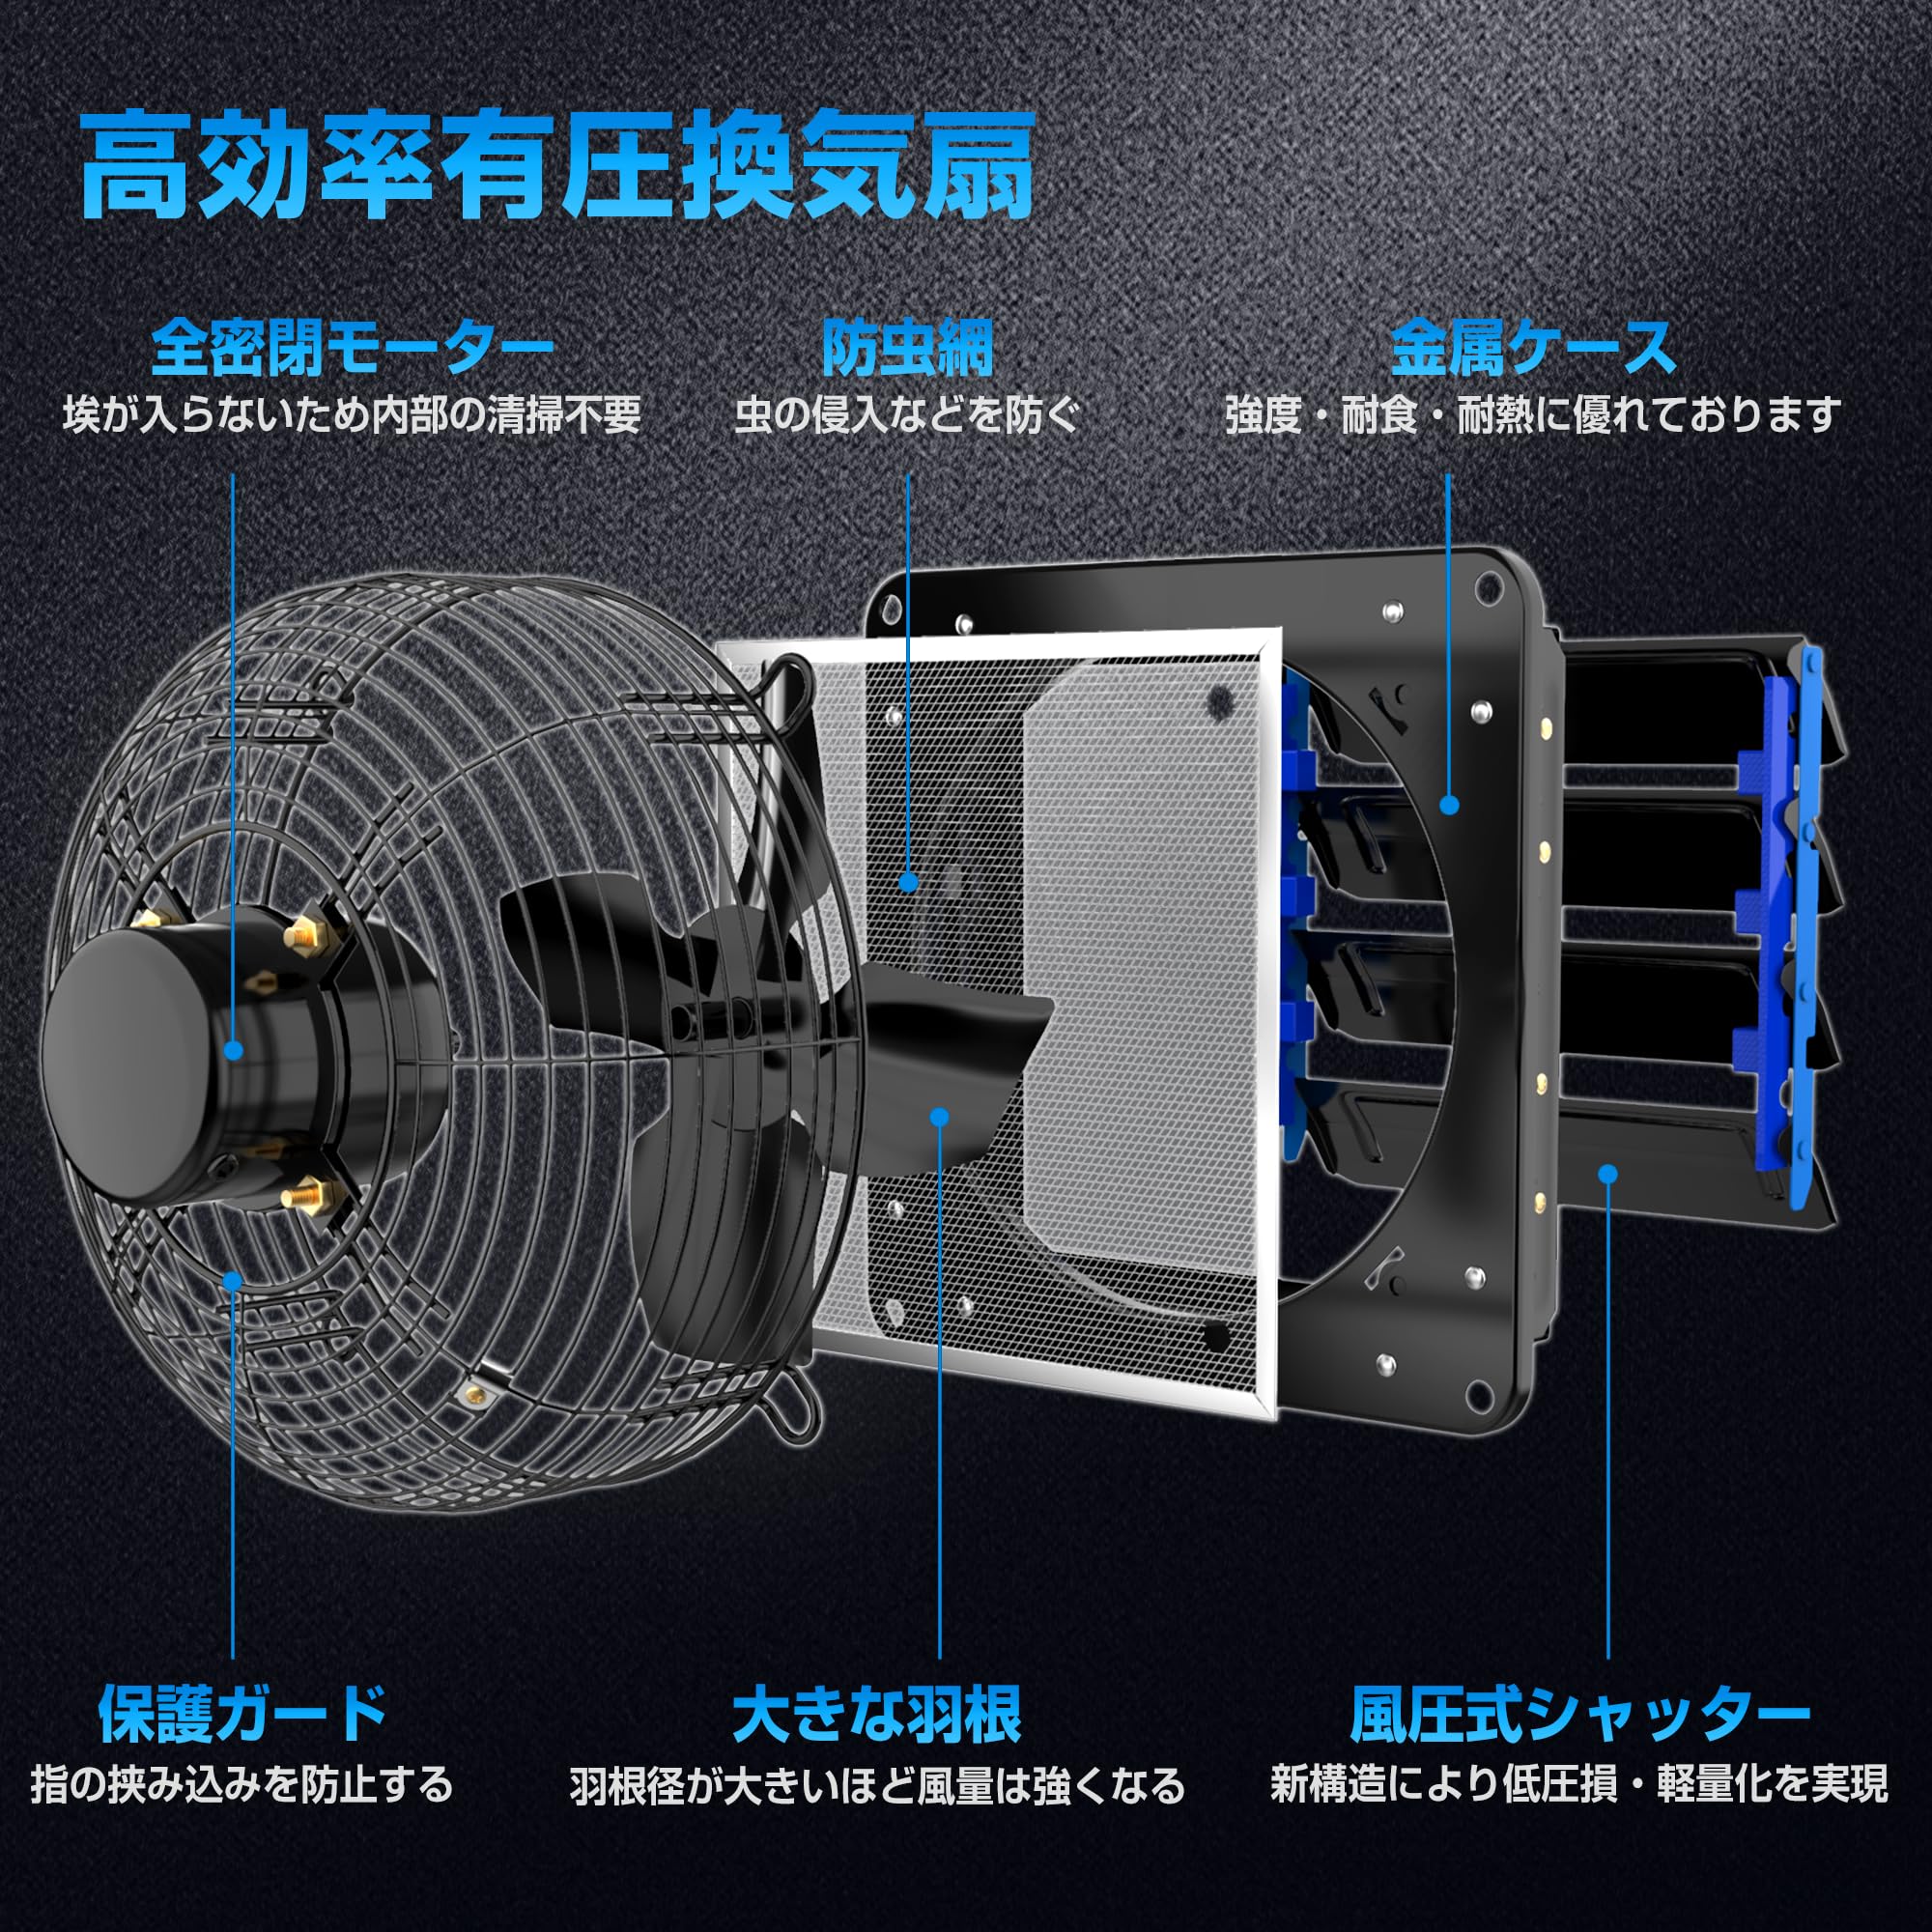 高効率有圧換気扇
全密閉モーター
埃が入らないため内部の清掃不要
防虫網
虫の侵入などを防ぐ
金属ケース
強度・耐食・耐熱に優れております
保護ガード
指の挟み込みを防止する
大きな羽根
羽根径が大きいほど風量は強くなる
風圧式シャッター
新構造により低圧損・軽量化を実現